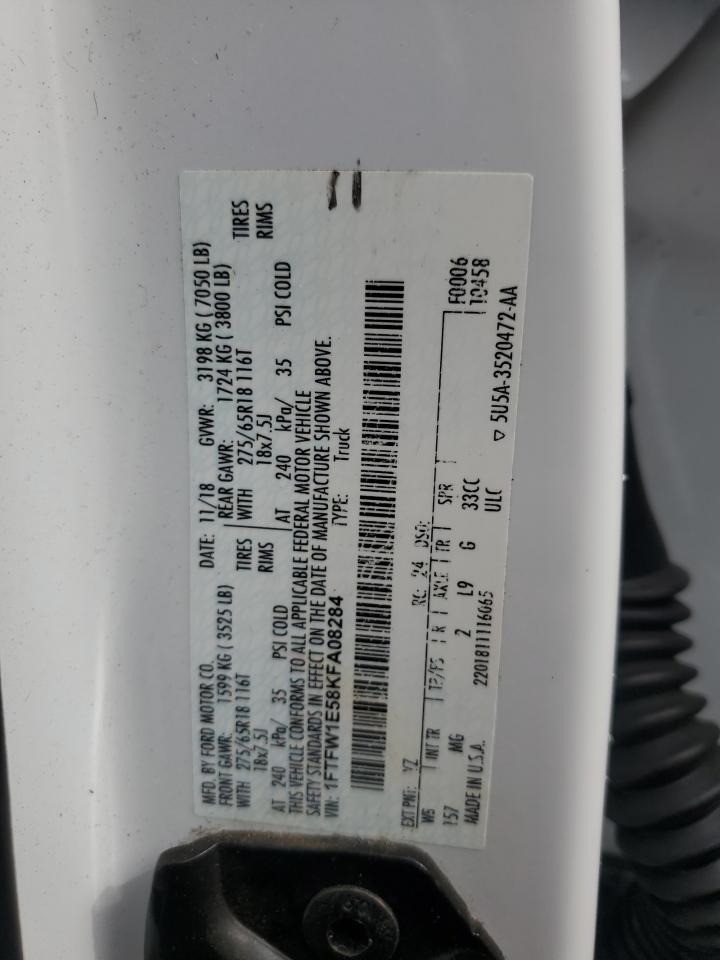 MFD. BY FORD MOTOR CO.
DATE: 11/18 GVWR: 3198 KG ( 7050 LB)
FRONT GAWR: 1599 KG ( 3525 LB) REAR GAWR: 1724 KG ( 3800 LB)
WITH 275/65R18 116T TIRES WITH 275/65R18 116T TIRES
18x7.5J RIMS 18x7.5J RIMS
AT 240 kPa/ 35 PSI COLD AT 240 kPa/ 35 PSI COLD
THIS VEHICLE CONFORMS TO ALL APPLICABLE FEDERAL MOTOR VEHICLE
SAFETY STANDARDS IN EFFECT ON THE DATE OF MANUFACTURE SHOWN ABOVE.
VIN: 1FTFW1E58KFA08284 TYPE: Truck
EXT PNT: YZ RC: 24 DSO: F0006
WB INT TR TP/PS R AXLE TR SPR T0458
157 MG 2 L9 G 33CC
MADE IN U.S.A. 22018111116065 ULC
5U5A-3520472-AA